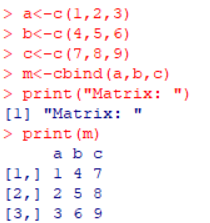 > a<-c(1,2,3)
> b<-c(4,5,6)
> c<-c(7,8,9)
> m<-cbind(a,b,c)
> print("Matrix: ")
[1] "Matrix: "
> print(m)
     a b c
[1,] 1 4 7
[2,] 2 5 8
[3,] 3 6 9